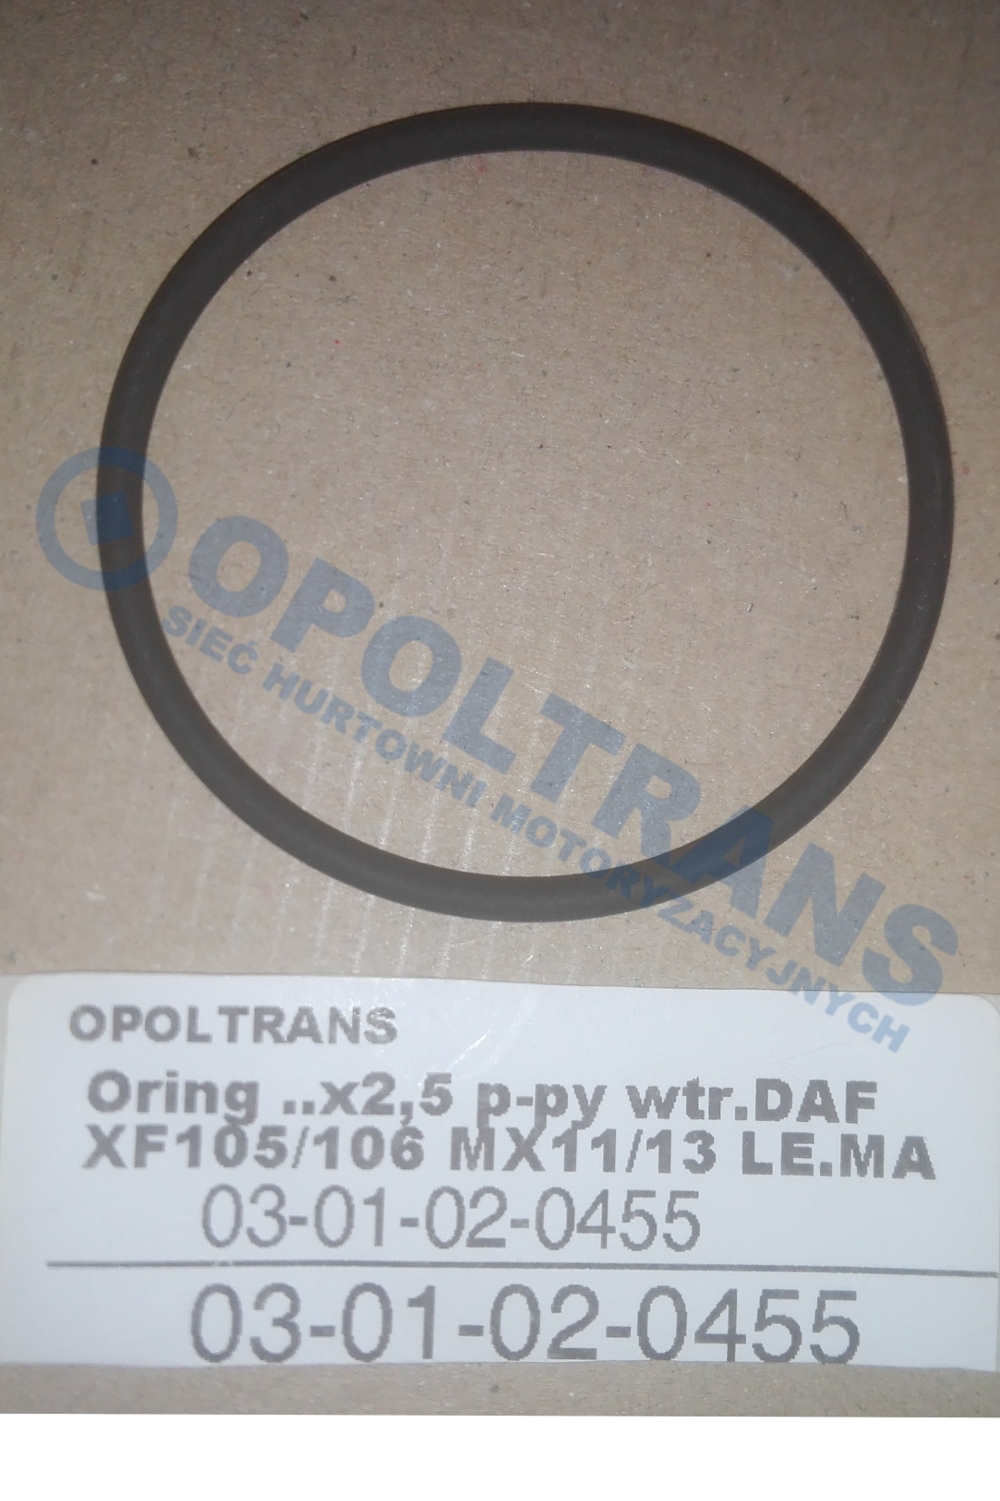 OPOLTRANS
SIEĆ HURTOWNI MOTORYZACYJNYCH
OPOLTRANS
Oring ..x2,5 p-py wtr.DAF
XF105/106 MX11/13 LE.MA
03-01-02-0455
03-01-02-0455